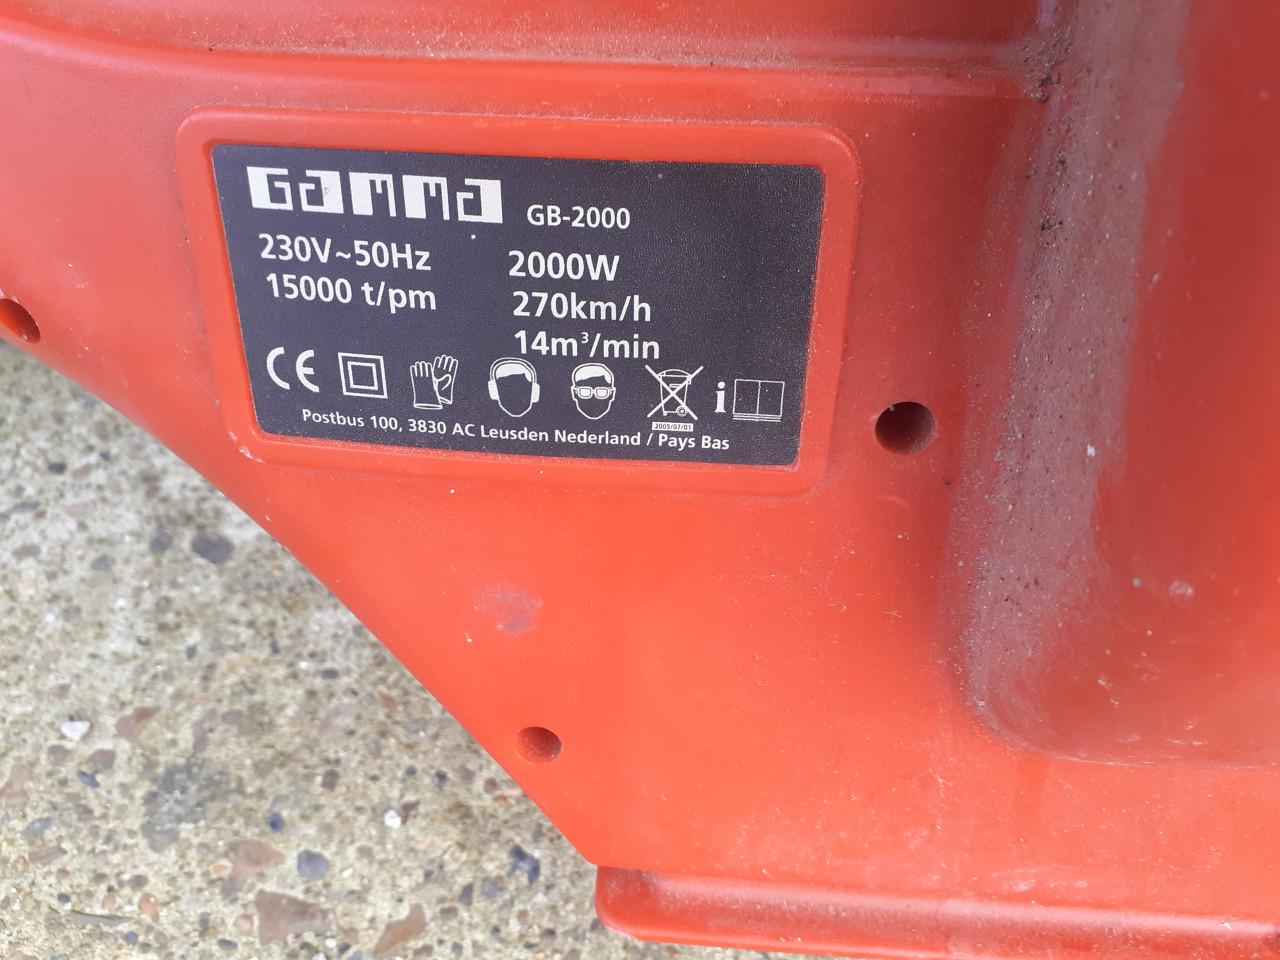 GAMMA GB-2000
230V~50Hz 2000W
15000 t/pm 270km/h
14m³/min
CE
2005/07/01
i
Postbus 100, 3830 AC Leusden Nederland / Pays Bas